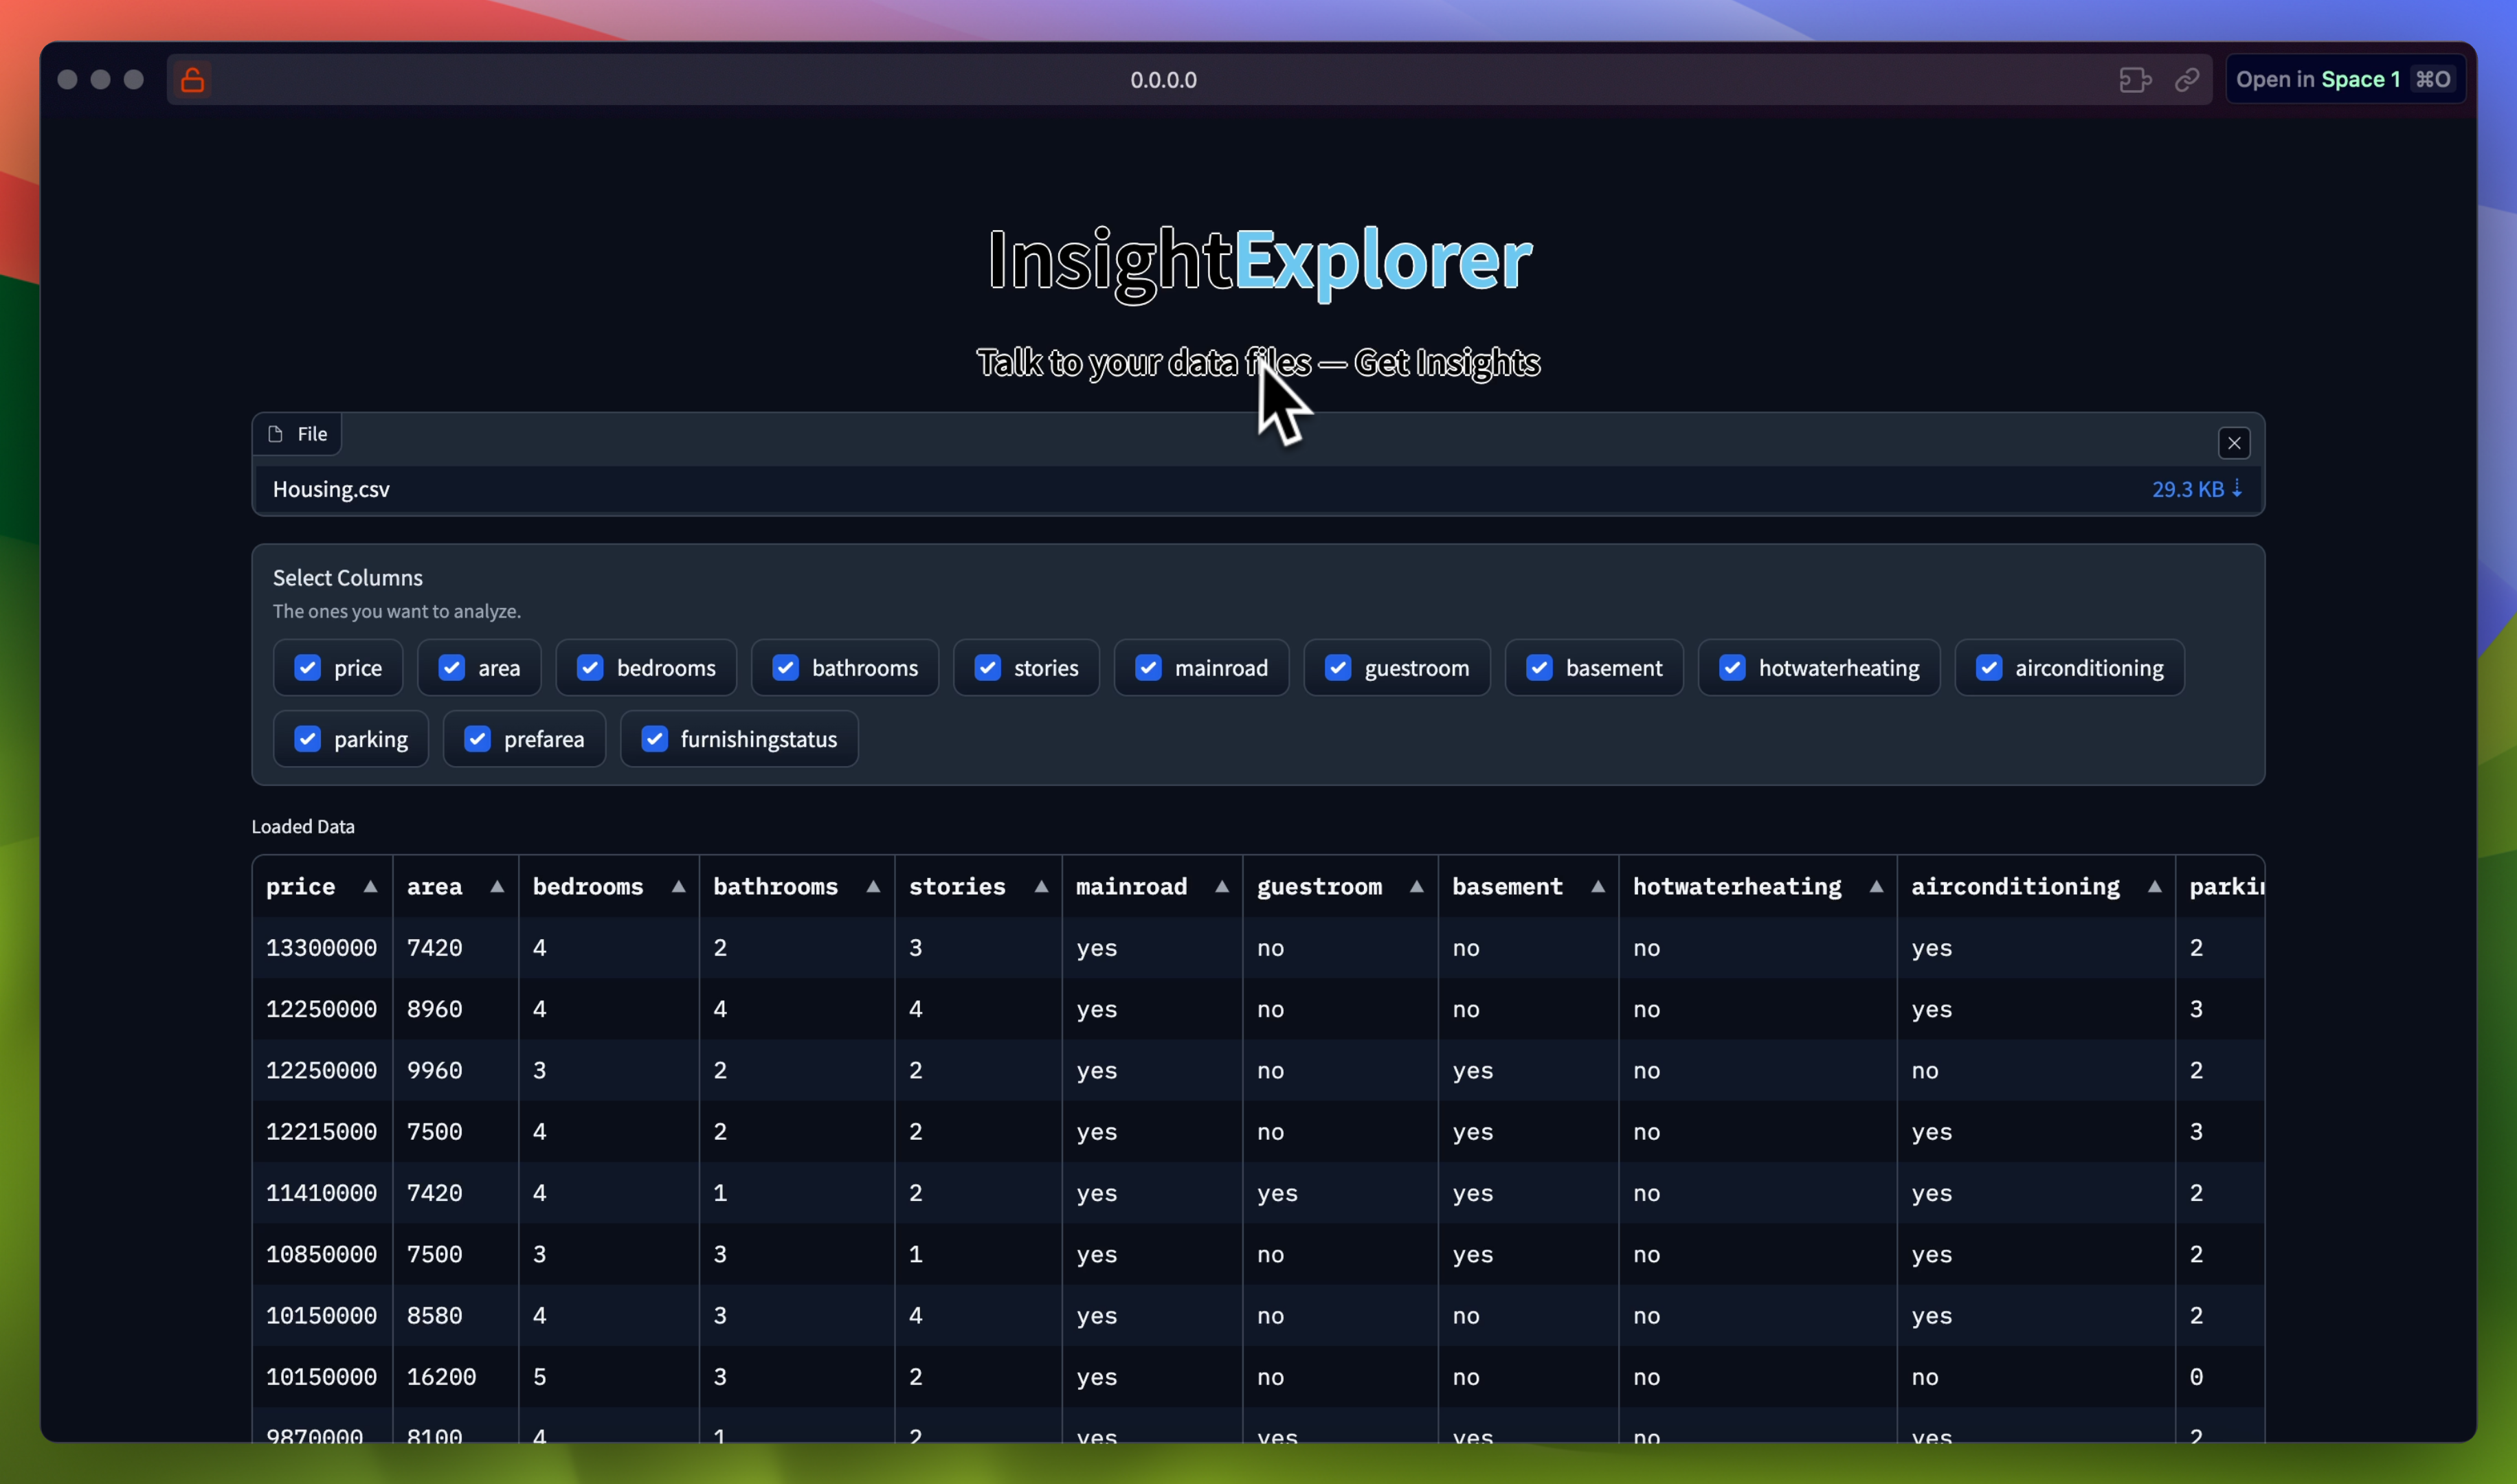 0.0.0.0
Open in Space 1 ⌘O
InsightExplorer
Talk to your data files — Get Insights
File
Housing.csv 29.3 KB ↓
Select Columns
The ones you want to analyze.
price area bedrooms bathrooms stories mainroad guestroom basement hotwaterheating airconditioning
parking prefarea furnishingstatus
Loaded Data
price area bedrooms bathrooms stories mainroad guestroom basement hotwaterheating airconditioning parkin
13300000 7420 4 2 3 yes no no no yes 2
12250000 8960 4 4 4 yes no no no yes 3
12250000 9960 3 2 2 yes no yes no no 2
12215000 7500 4 2 2 yes no yes no yes 3
11410000 7420 4 1 2 yes yes yes no yes 2
10850000 7500 3 3 1 yes no yes no yes 2
10150000 8580 4 3 4 yes no no no yes 2
10150000 16200 5 3 2 yes no no no no 0
9870000 8100 4 1 2 yes yes yes no yes 2